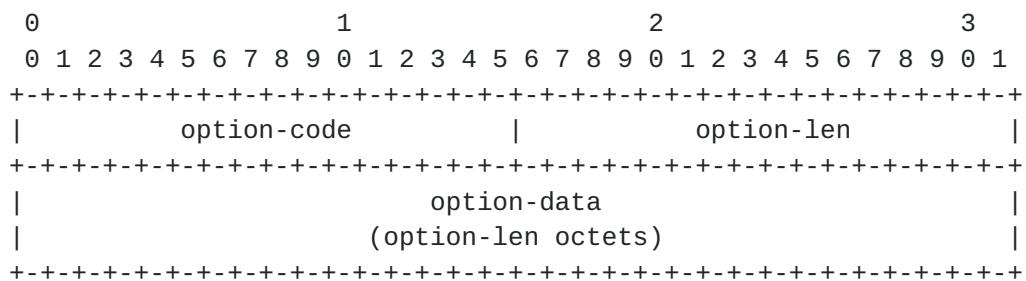 0                   1                   2                   3
 0 1 2 3 4 5 6 7 8 9 0 1 2 3 4 5 6 7 8 9 0 1 2 3 4 5 6 7 8 9 0 1
+-+-+-+-+-+-+-+-+-+-+-+-+-+-+-+-+-+-+-+-+-+-+-+-+-+-+-+-+-+-+-+-+
|          option-code          |           option-len          |
+-+-+-+-+-+-+-+-+-+-+-+-+-+-+-+-+-+-+-+-+-+-+-+-+-+-+-+-+-+-+-+-+
|                          option-data                          |
|                      (option-len octets)                      |
+-+-+-+-+-+-+-+-+-+-+-+-+-+-+-+-+-+-+-+-+-+-+-+-+-+-+-+-+-+-+-+-+